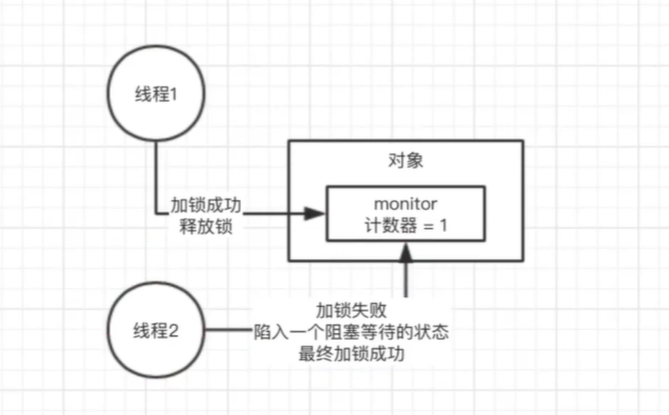 线程1
对象
加锁成功
释放锁
monitor
计数器 = 1
线程2
加锁失败
陷入一个阻塞等待的状态
最终加锁成功